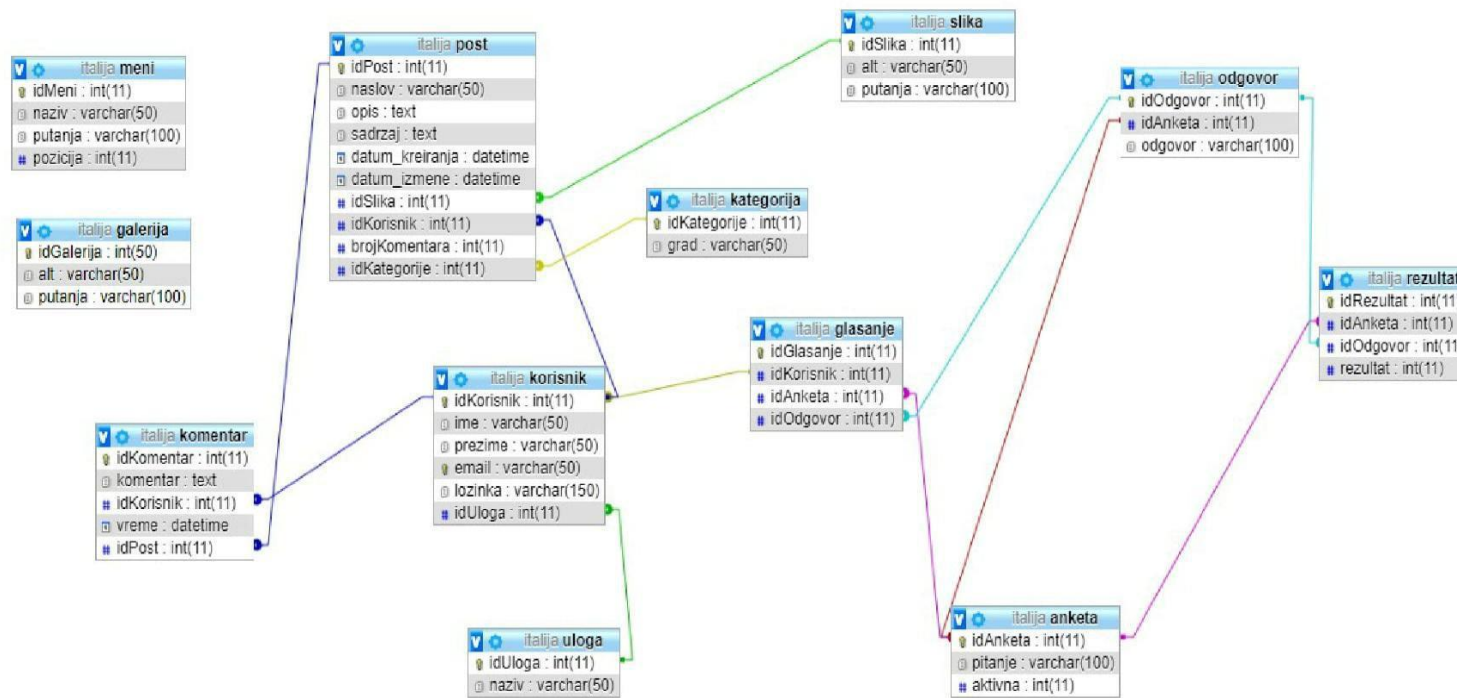 italija meni
idMeni : int(11)
naziv : varchar(50)
putanja : varchar(100)
pozicija : int(11)
italija galerija
idGalerija : int(50)
alt : varchar(50)
putanja : varchar(100)
italija post
idPost : int(11)
naslov : varchar(50)
opis : text
sadrzaj : text
datum_kreiranja : datetime
datum_izmene : datetime
idSlika : int(11)
idKorisnik : int(11)
brojKomentara : int(11)
idKategorije : int(11)
italija slika
idSlika : int(11)
alt : varchar(50)
putanja : varchar(100)
italija kategorija
idKategorije : int(11)
grad : varchar(50)
italija odgovor
idOdgovor : int(11)
idAnketa : int(11)
odgovor : varchar(100)
italija rezultat
idRezultat : int(11
idAnketa : int(11)
idOdgovor : int(11
rezultat : int(11)
italija glasanje
idGlasanje : int(11)
idKorisnik : int(11)
idAnketa : int(11)
idOdgovor : int(11)
italija korisnik
idKorisnik : int(11)
ime : varchar(50)
prezime : varchar(50)
email : varchar(50)
lozinka : varchar(150)
idUloga : int(11)
italija komentar
idKomentar : int(11)
komentar : text
idKorisnik : int(11)
vreme : datetime
idPost : int(11)
italija uloga
idUloga : int(11)
naziv : varchar(50)
italija anketa
idAnketa : int(11)
pitanje : varchar(100)
aktivna : int(11)